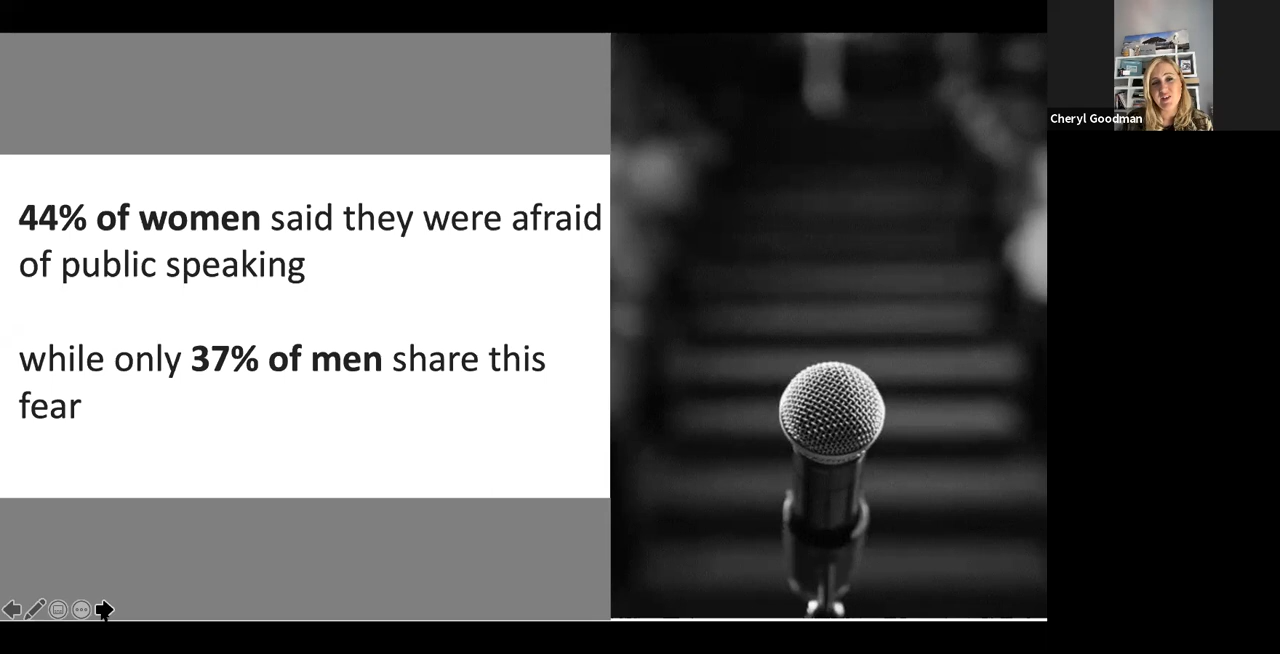 44% of women said they were afraid
of public speaking
while only 37% of men share this
fear
Cheryl Goodman